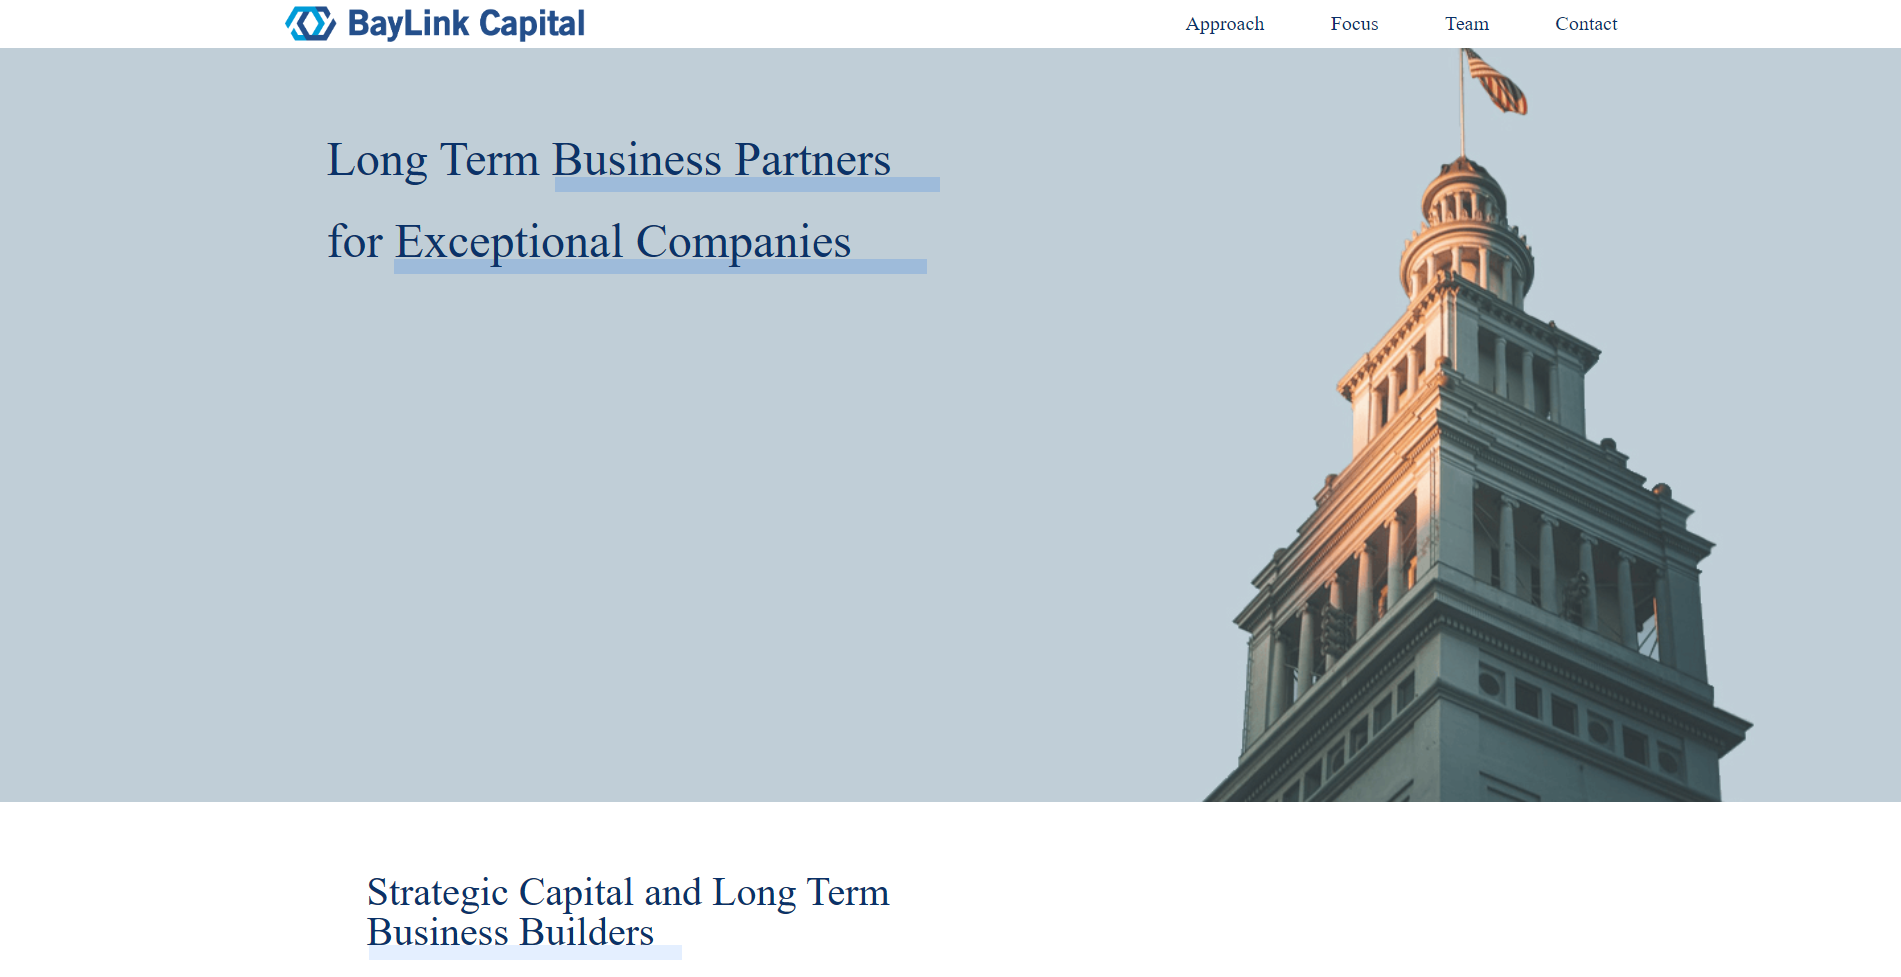 BayLink Capital
Approach Focus Team Contact
Long Term Business Partners
for Exceptional Companies
Strategic Capital and Long Term
Business Builders